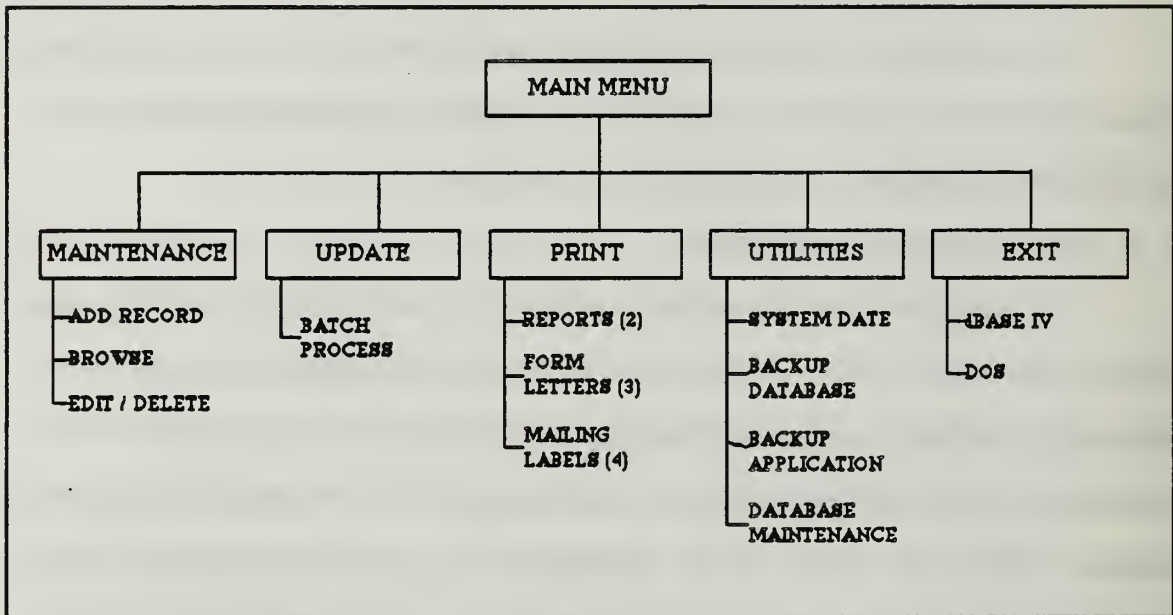 MAIN MENU
MAINTENANCE
UPDATE
PRINT
UTILITIES
EXIT
ADD RECORD
BROWSE
EDIT / DELETE
BATCH
PROCESS
REPORTS (2)
FORM
LETTERS (3)
MAILING
LABELS (4)
SYSTEM DATE
BACKUP
DATABASE
BACKUP
APPLICATION
DATABASE
MAINTENANCE
dBASE IV
DOS